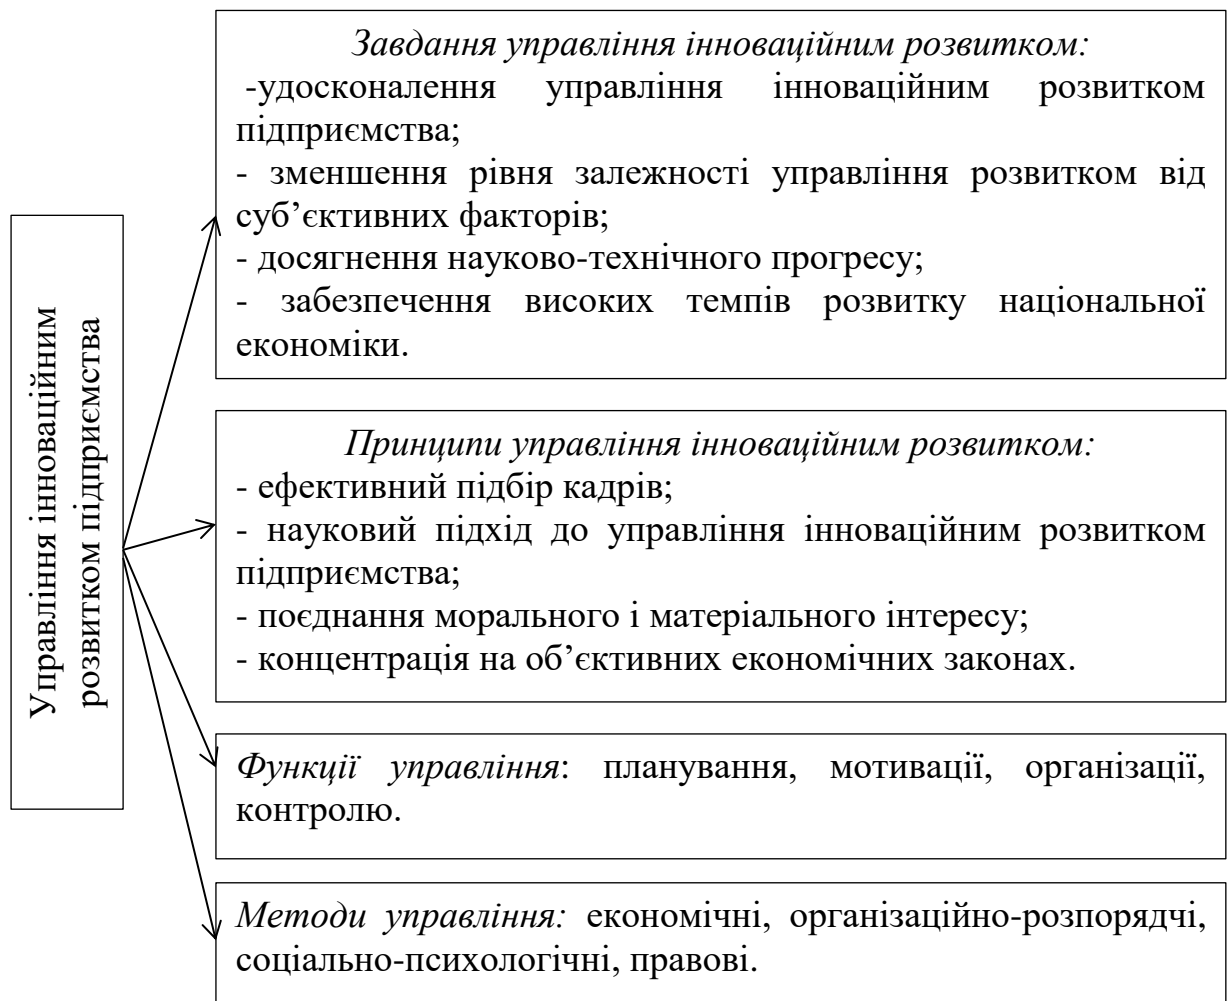 Управління інноваційним
розвитком підприємства
Завдання управління інноваційним розвитком:
-удосконалення управління інноваційним розвитком
підприємства;
- зменшення рівня залежності управління розвитком від
суб’єктивних факторів;
- досягнення науково-технічного прогресу;
- забезпечення високих темпів розвитку національної
економіки.
Принципи управління інноваційним розвитком:
- ефективний підбір кадрів;
- науковий підхід до управління інноваційним розвитком
підприємства;
- поєднання морального і матеріального інтересу;
- концентрація на об’єктивних економічних законах.
Функції управління: планування, мотивації, організації,
контролю.
Методи управління: економічні, організаційно-розпорядчі,
соціально-психологічні, правові.